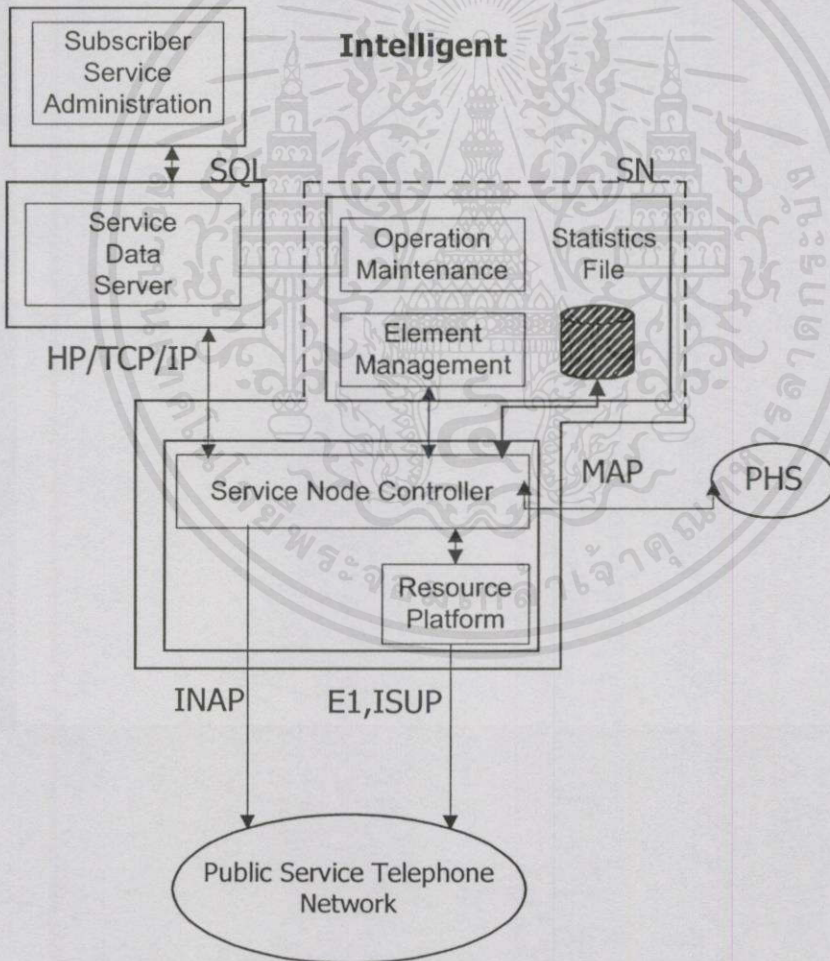 Subscriber
Service
Administration
Intelligent
SQL
SN
Service
Data
Server
Operation
Maintenance
Statistics
File
Element
Management
HP/TCP/IP
Service Node Controller
MAP
PHS
Resource
Platform
INAP
E1,ISUP
Public Service Telephone
Network